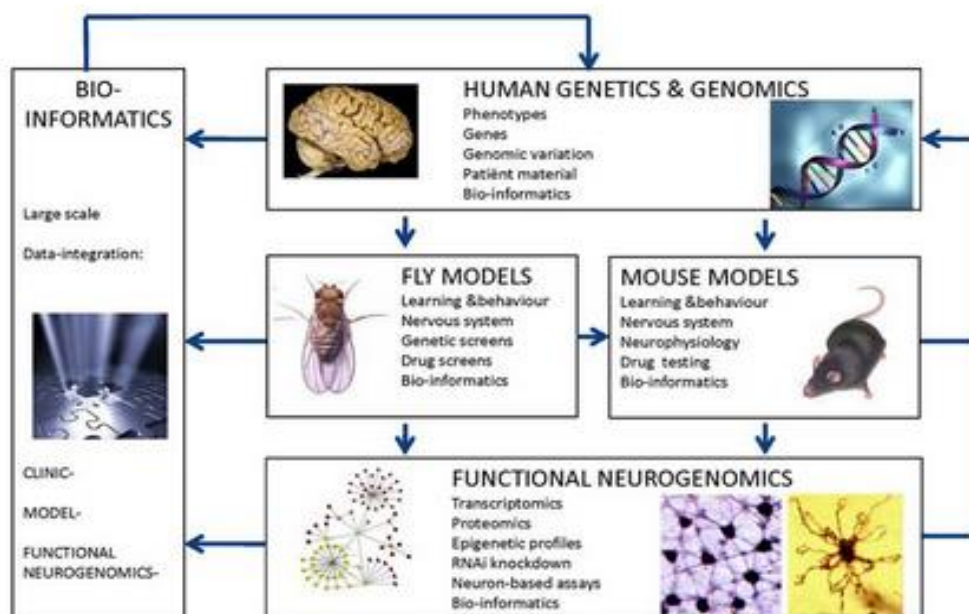 BIO-
INFORMATICS
Large scale
Data-integration:
CLINIC-
MODEL-
FUNCTIONAL
NEUROGENOMICS-
HUMAN GENETICS & GENOMICS
Phenotypes
Genes
Genomic variation
Patiënt material
Bio-informatics
FLY MODELS
Learning &behaviour
Nervous system
Genetic screens
Drug screens
Bio-informatics
MOUSE MODELS
Learning &behaviour
Nervous system
Neurophysiology
Drug testing
Bio-informatics
FUNCTIONAL NEUROGENOMICS
Transcriptomics
Proteomics
Epigenetic profiles
RNAi knockdown
Neuron-based assays
Bio-informatics